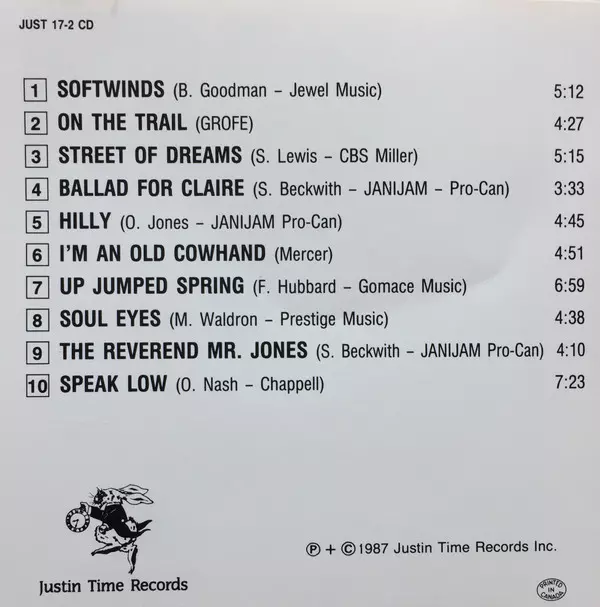 JUST 17-2 CD
1 SOFTWINDS (B. Goodman – Jewel Music) 5:12
2 ON THE TRAIL (GROFE) 4:27
3 STREET OF DREAMS (S. Lewis – CBS Miller) 5:15
4 BALLAD FOR CLAIRE (S. Beckwith – JANIJAM – Pro-Can) 3:33
5 HILLY (O. Jones – JANIJAM Pro-Can) 4:45
6 I'M AN OLD COWHAND (Mercer) 4:51
7 UP JUMPED SPRING (F. Hubbard – Gomace Music) 6:59
8 SOUL EYES (M. Waldron – Prestige Music) 4:38
9 THE REVEREND MR. JONES (S. Beckwith – JANIJAM Pro-Can) 4:10
10 SPEAK LOW (O. Nash – Chappell) 7:23
℗ + ©1987 Justin Time Records Inc.
Justin Time Records
PRINTED IN CANADA